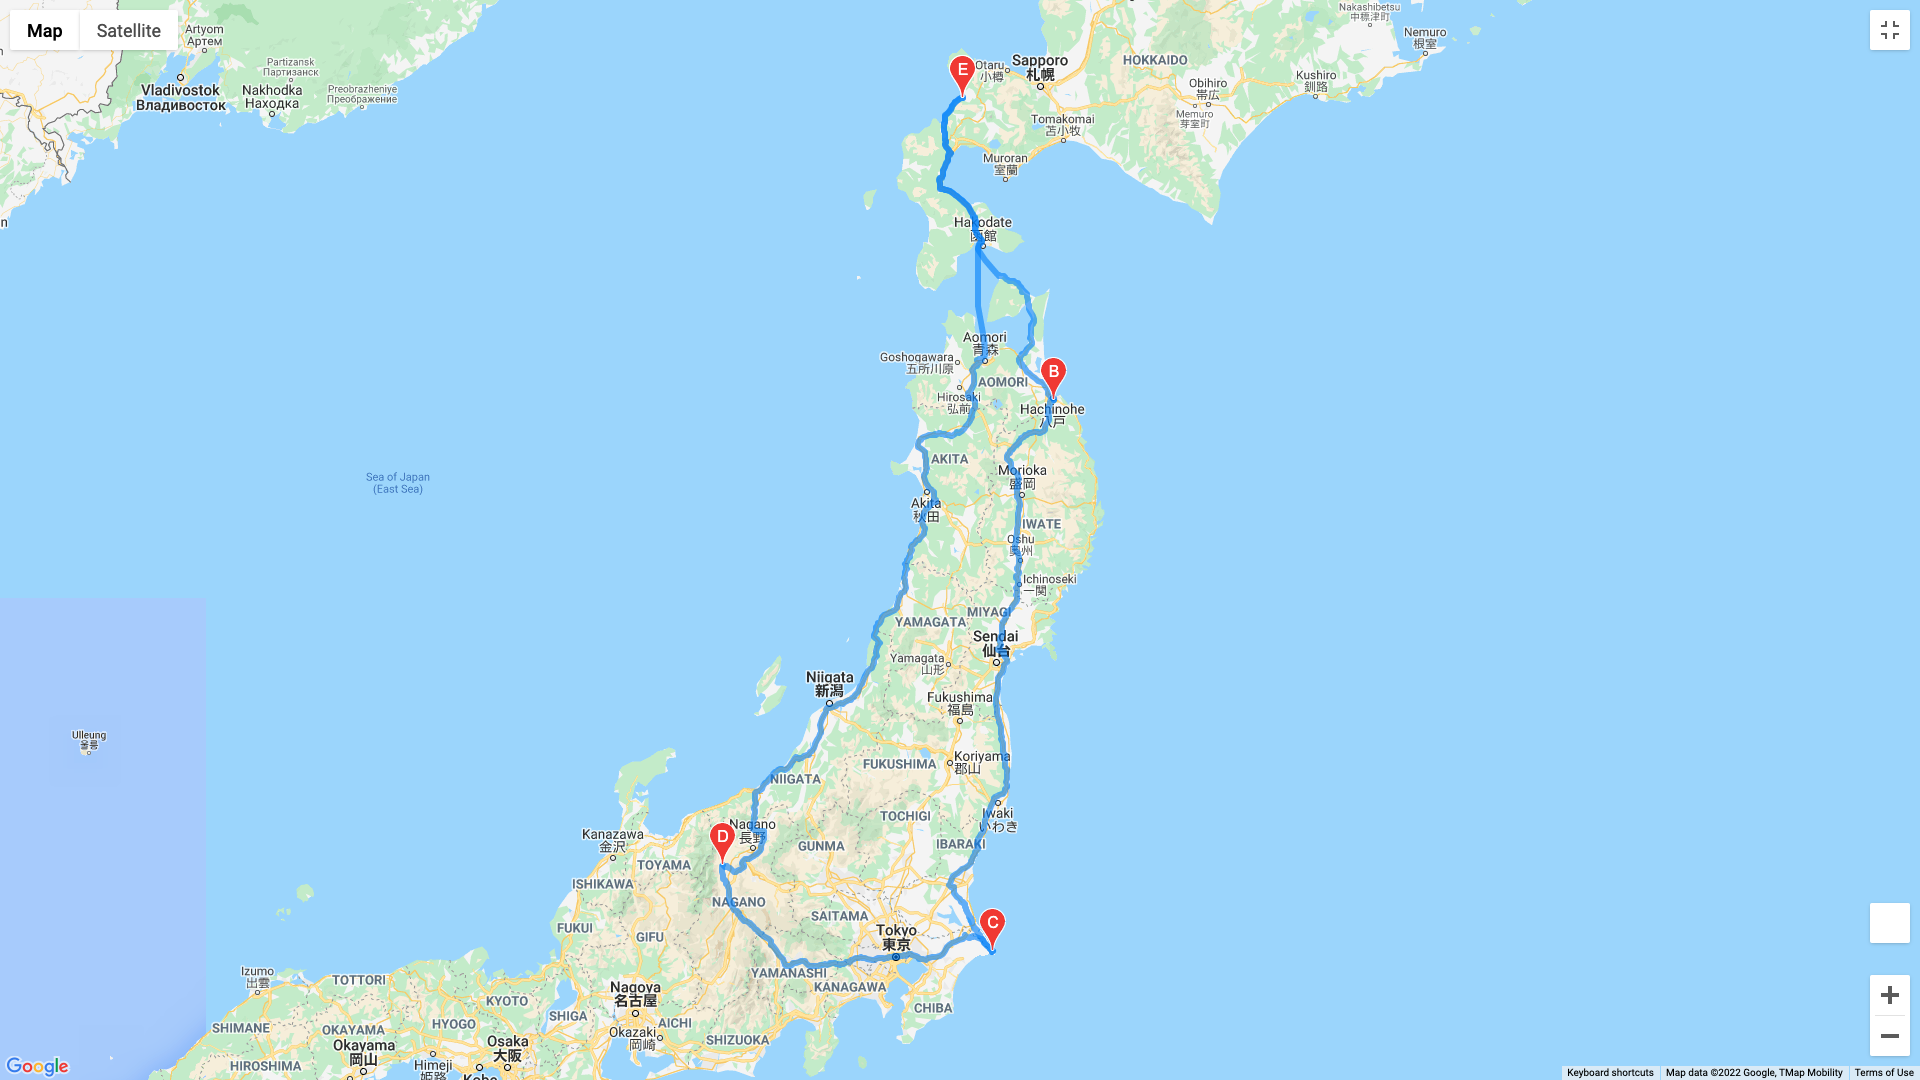 Map
Satellite
Artyom
Артем
Partizansk
Партизанск
Vladivostok
Владивосток
Nakhodka
Находка
Preobrazheniye
Преображение
n
Nakashibetsu
中標津町
Nemuro
根室
HOKKAIDO
Kushiro
釧路
Obihiro
帯広
Memuro
芽室町
Sapporo
札幌
Otaru
小樽
E
Tomakomai
苫小牧
Muroran
室蘭
Hakodate
函館
Aomori
青森
Goshogawara
五所川原
AOMORI
B
Hirosaki
弘前
Hachinohe
八戸
AKITA
Morioka
盛岡
Sea of Japan
(East Sea)
Akita
秋田
IWATE
Oshu
奥州
Ichinoseki
一関
MIYAGI
YAMAGATA
Sendai
仙台
Yamagata
山形
Niigata
新潟
Fukushima
福島
Ulleung
울릉
Koriyama
郡山
FUKUSHIMA
NIIGATA
Iwaki
いわき
TOCHIGI
Nagano
長野
D
Kanazawa
金沢
GUNMA
IBARAKI
TOYAMA
ISHIKAWA
NAGANO
SAITAMA
C
FUKUI
GIFU
Tokyo
東京
Izumo
出雲
YAMANASHI
TOTTORI
KANAGAWA
Nagoya
名古屋
KYOTO
CHIBA
SHIGA
AICHI
SHIMANE
OKAYAMA
HYOGO
Okazaki
岡崎
SHIZUOKA
Okayama
岡山
Osaka
大阪
Himeji
姫路
HIROSHIMA
Kobe
Google
Keyboard shortcuts
Map data ©2022 Google, TMap Mobility
Terms of Use